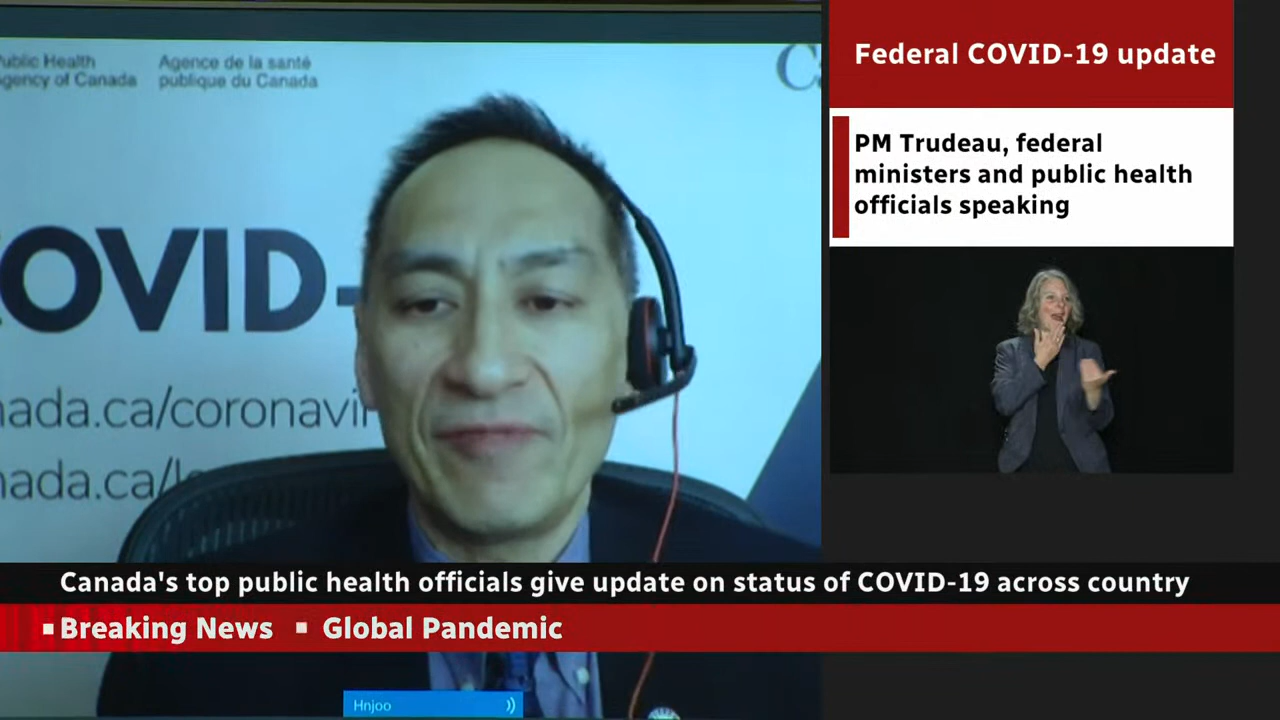 Public Health
Agency of Canada
Agence de la santé
publique du Canada
COVID-
nada.ca/coronavir
nada.ca/
Federal COVID-19 update
PM Trudeau, federal
ministers and public health
officials speaking
Canada's top public health officials give update on status of COVID-19 across country
Breaking News ▪ Global Pandemic
Hnjoo